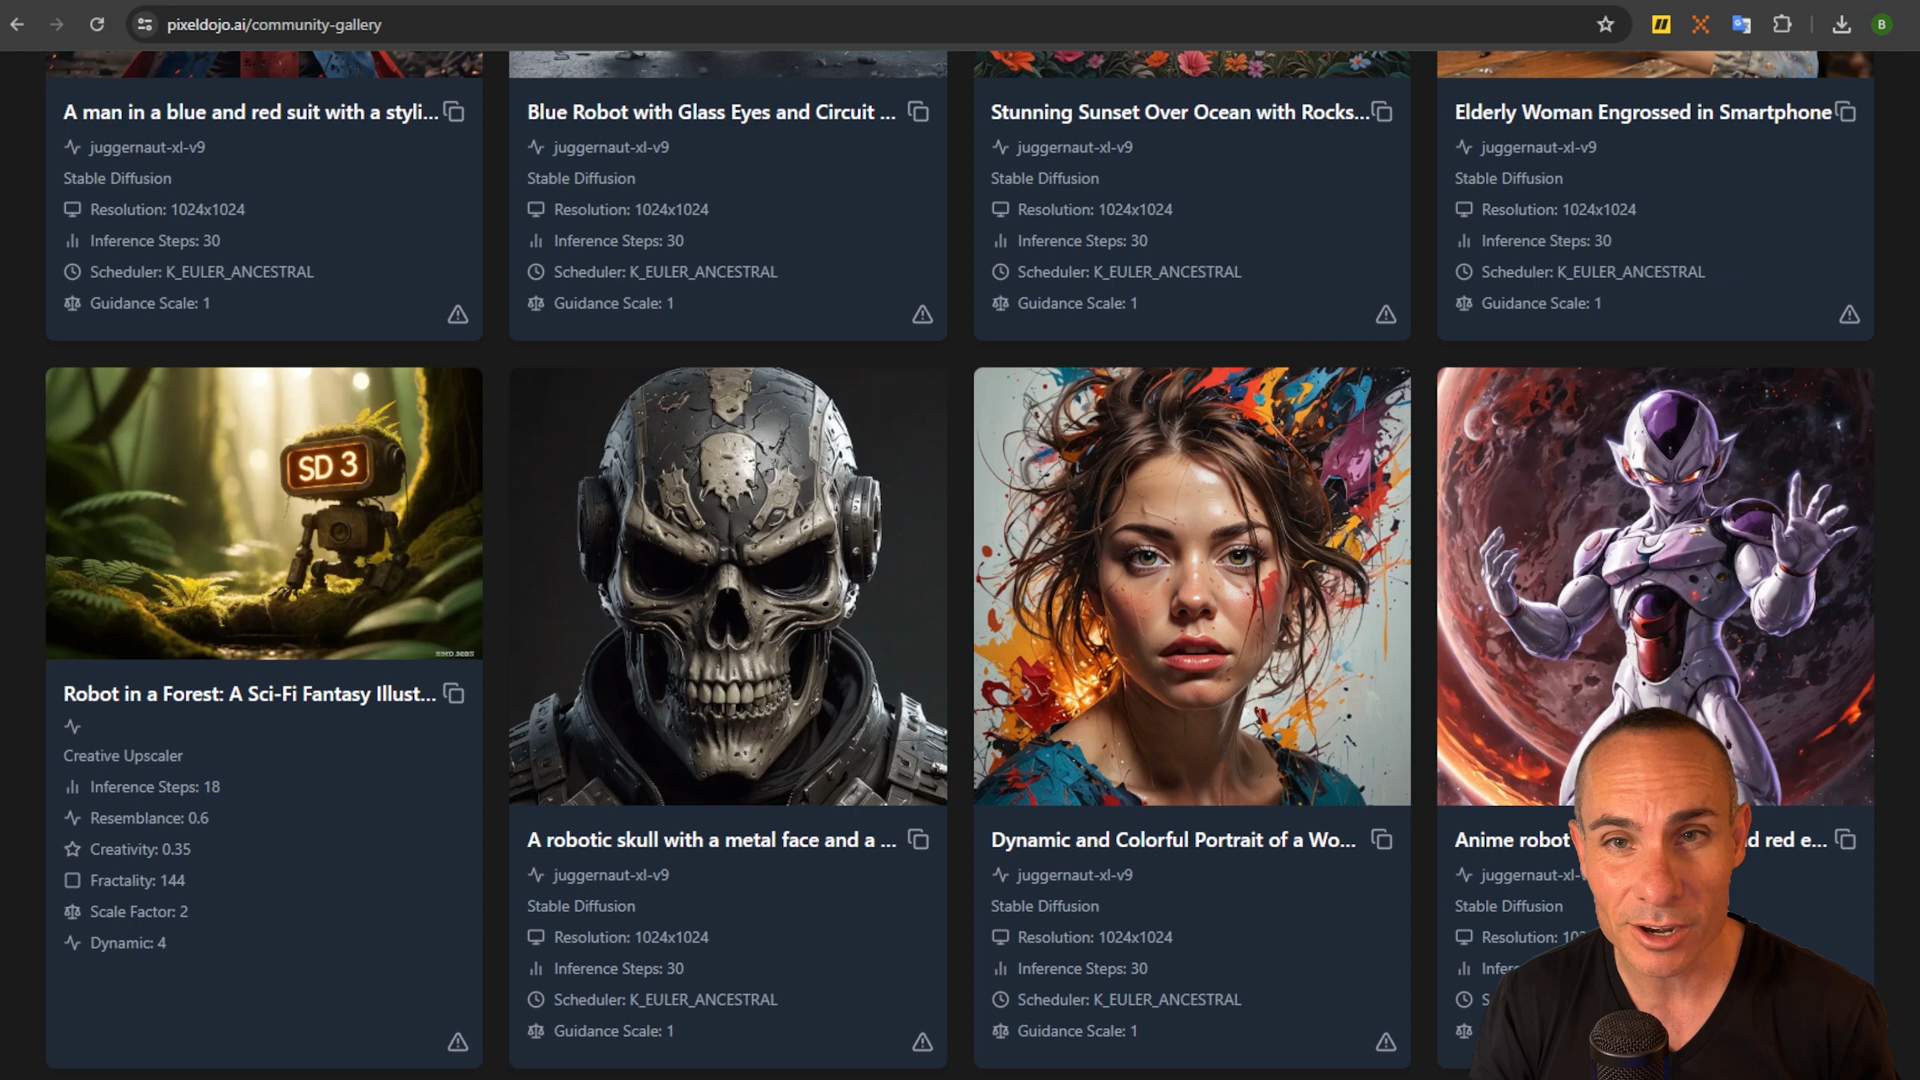 pixeldojo.ai/community-gallery
B
A man in a blue and red suit with a styli...
juggernaut-xl-v9
Stable Diffusion
Resolution: 1024x1024
Inference Steps: 30
Scheduler: K_EULER_ANCESTRAL
Guidance Scale: 1
Blue Robot with Glass Eyes and Circuit ...
juggernaut-xl-v9
Stable Diffusion
Resolution: 1024x1024
Inference Steps: 30
Scheduler: K_EULER_ANCESTRAL
Guidance Scale: 1
Stunning Sunset Over Ocean with Rocks...
juggernaut-xl-v9
Stable Diffusion
Resolution: 1024x1024
Inference Steps: 30
Scheduler: K_EULER_ANCESTRAL
Guidance Scale: 1
Elderly Woman Engrossed in Smartphone
juggernaut-xl-v9
Stable Diffusion
Resolution: 1024x1024
Inference Steps: 30
Scheduler: K_EULER_ANCESTRAL
Guidance Scale: 1
SD 3
Robot in a Forest: A Sci-Fi Fantasy Illust...
Creative Upscaler
Inference Steps: 18
Resemblance: 0.6
Creativity: 0.35
Fractality: 144
Scale Factor: 2
Dynamic: 4
A robotic skull with a metal face and a ...
juggernaut-xl-v9
Stable Diffusion
Resolution: 1024x1024
Inference Steps: 30
Scheduler: K_EULER_ANCESTRAL
Guidance Scale: 1
Dynamic and Colorful Portrait of a Wo...
juggernaut-xl-v9
Stable Diffusion
Resolution: 1024x1024
Inference Steps: 30
Scheduler: K_EULER_ANCESTRAL
Guidance Scale: 1
Anime robot d red e...
juggernaut-xl-v
Stable Diffusion
Resolution: 10
Infer
S